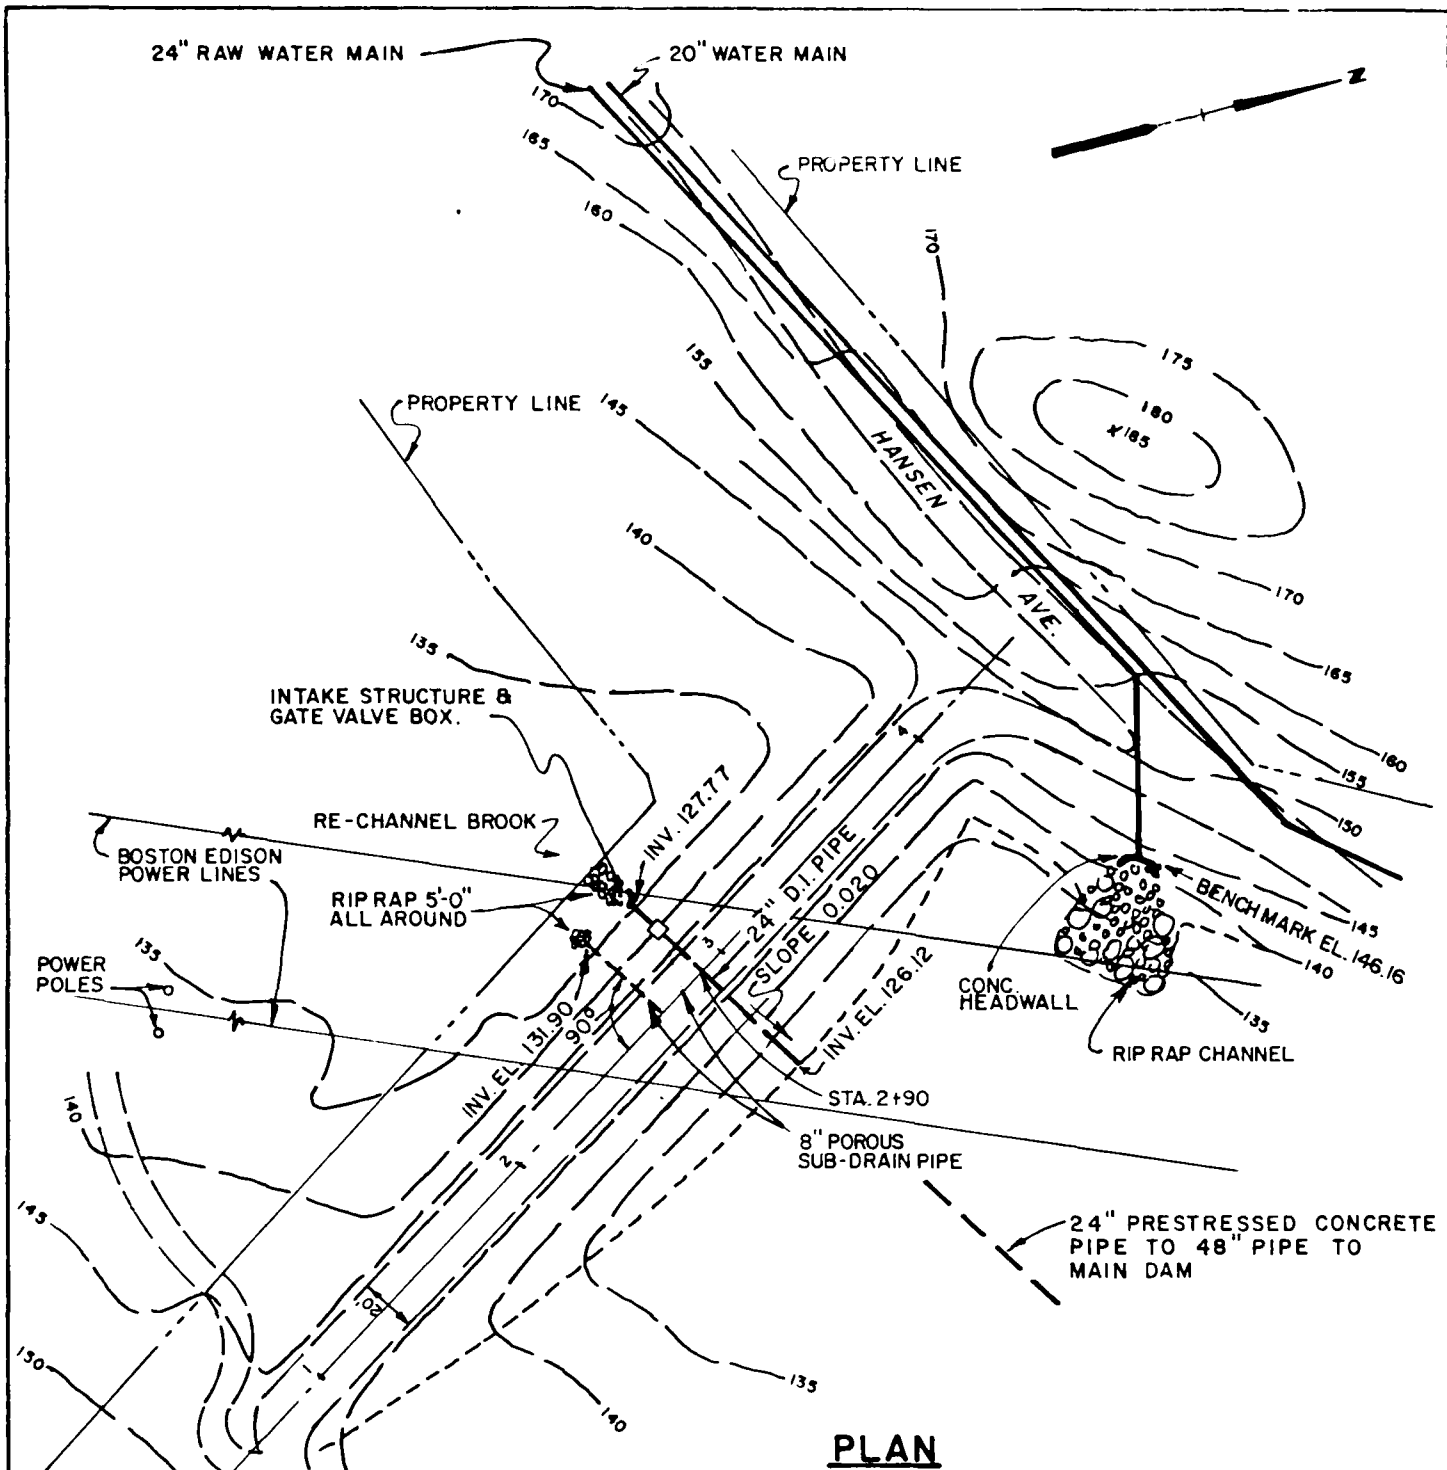 24" RAW WATER MAIN
20" WATER MAIN
Z
170
165
PROPERTY LINE
160
170
155
175
180
x 185
PROPERTY LINE
145
HANSEN
AVE.
140
170
135
165
INTAKE STRUCTURE &
GATE VALVE BOX.
160
155
150
4
INV. 127.77
RE-CHANNEL BROOK
BOSTON EDISON
POWER LINES
24" D.I. PIPE
SLOPE 0.020
BENCH MARK EL. 146.16
RIP RAP 5'-0"
ALL AROUND
145
140
135
3
135
POWER
POLES
CONC.
HEADWALL
INV. EL. 126.12
INV. EL. 131.90
RIP RAP CHANNEL
STA. 2+90
140
8" POROUS
SUB-DRAIN PIPE
2
145
24" PRESTRESSED CONCRETE
PIPE TO 48" PIPE TO
MAIN DAM
20'
1
135
140
PLAN